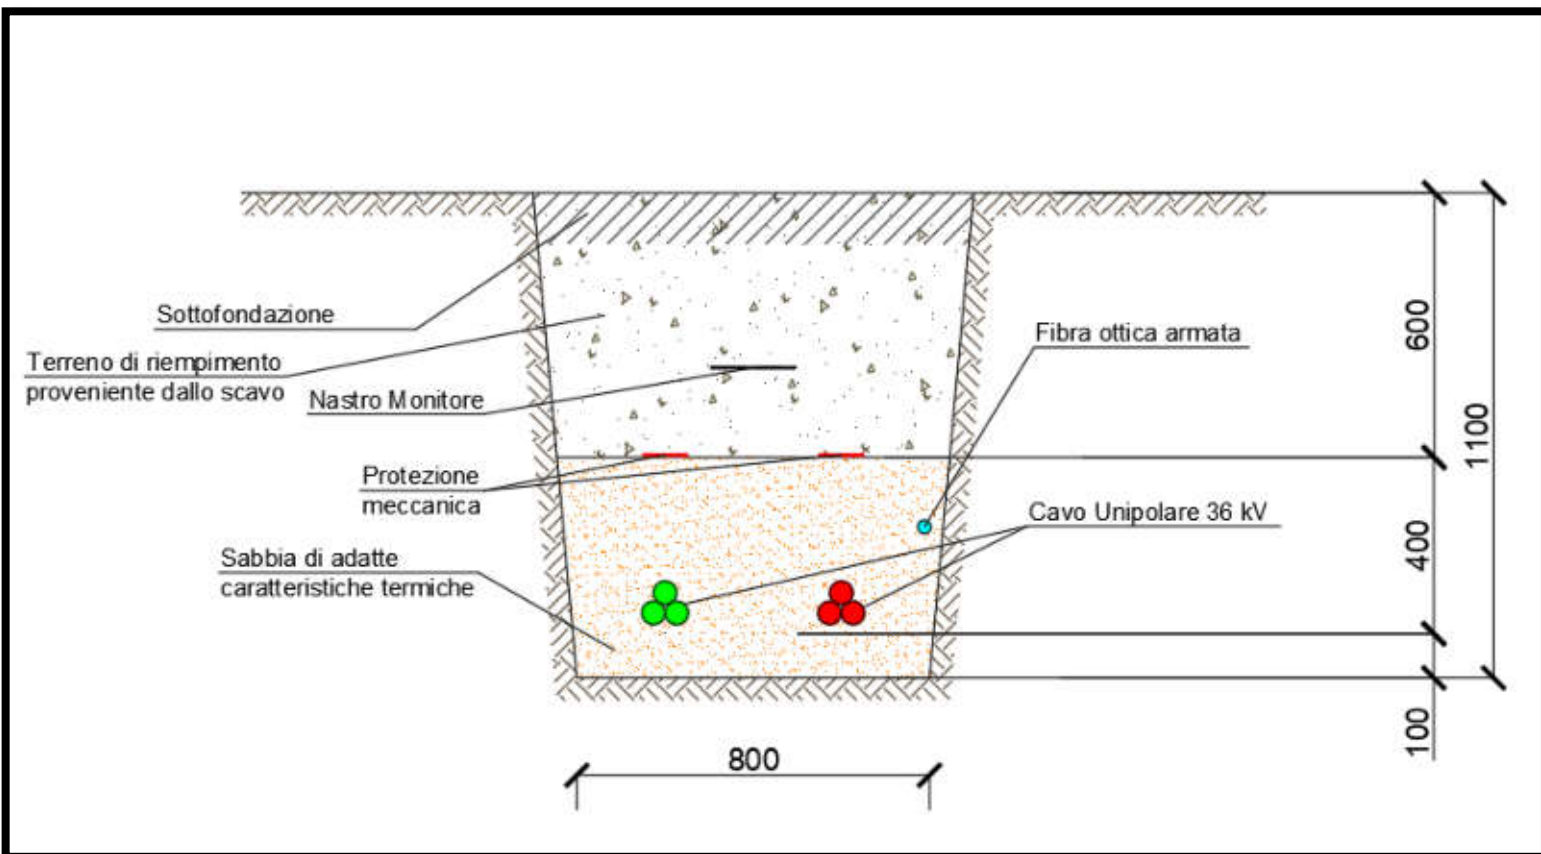 Sottofondazione
Terreno di riempimento
proveniente dallo scavo
Nastro Monitore
Protezione
meccanica
Sabbia di adatte
caratteristiche termiche
Fibra ottica armata
Cavo Unipolare 36 kV
600
1100
400
100
800